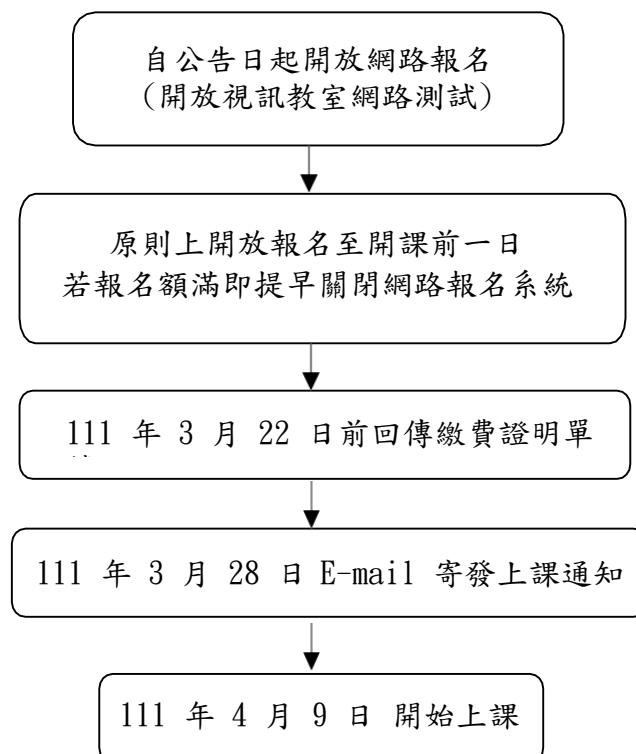 自公告日起開放網路報名
(開放視訊教室網路測試)
原則上開放報名至開課前一日
若報名額滿即提早關閉網路報名系統
111 年 3 月 22 日前回傳繳費證明單
111 年 3 月 28 日 E-mail 寄發上課通知
111 年 4 月 9 日 開始上課